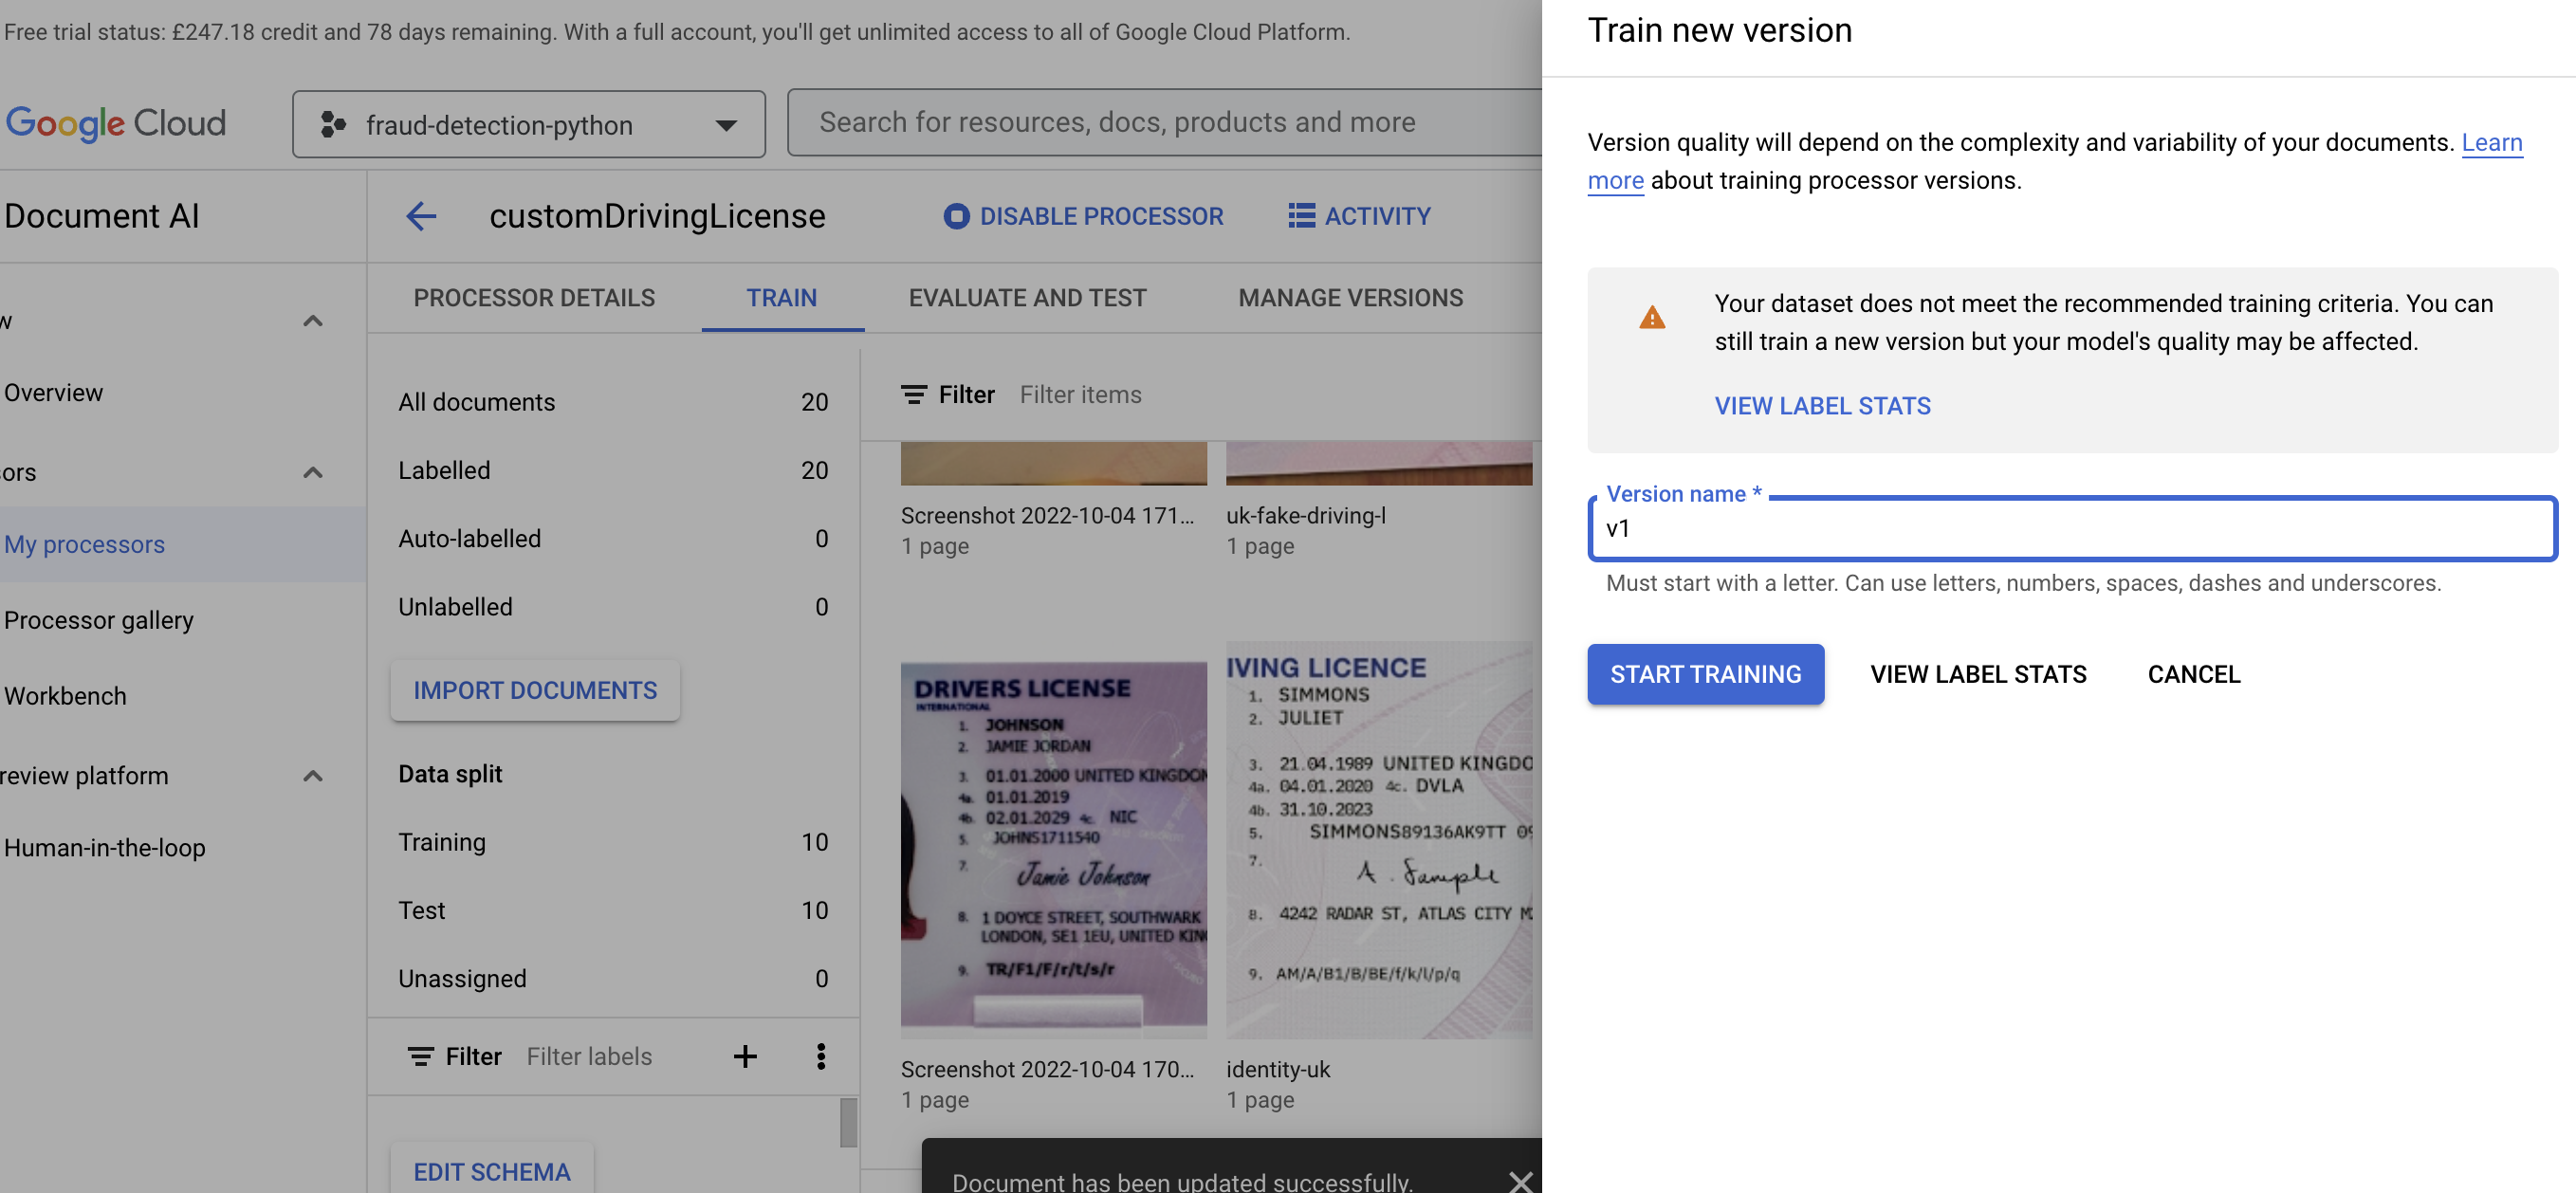 Free trial status: £247.18 credit and 78 days remaining. With a full account, you'll get unlimited access to all of Google Cloud Platform.
Google Cloud
fraud-detection-python
Search for resources, docs, products and more
Document AI
customDrivingLicense
DISABLE PROCESSOR
ACTIVITY
w
Overview
ors
My processors
Processor gallery
Workbench
review platform
Human-in-the-loop
PROCESSOR DETAILS
TRAIN
EVALUATE AND TEST
MANAGE VERSIONS
All documents 20
Labelled 20
Auto-labelled 0
Unlabelled 0
IMPORT DOCUMENTS
Data split
Training 10
Test 10
Unassigned 0
Filter Filter labels
EDIT SCHEMA
Filter Filter items
Screenshot 2022-10-04 171...
1 page
uk-fake-driving-l
1 page
DRIVERS LICENSE
INTERNATIONAL
1. JOHNSON
2. JAMIE JORDAN
3. 01.01.2000 UNITED KINGDOM
4a. 01.01.2019
4b. 02.01.2029 4c. NIC
5. JOHNS1711540
7. Jamie Johnson
8. 1 DOYCE STREET, SOUTHWARK
LONDON, SE1 1EU, UNITED KIN
9. TR/F1/F/r/t/s/r
Screenshot 2022-10-04 170...
1 page
IVING LICENCE
1. SIMMONS
2. JULIET
3. 21.04.1989 UNITED KINGDO
4a. 04.01.2020 4c. DVLA
4b. 31.10.2023
5. SIMMONS89136AK9TT 09
7. A. Sample
8. 4242 RADAR ST, ATLAS CITY M
9. AM/A/B1/B/BE/f/k/l/p/q
identity-uk
1 page
Document has been updated successfully.
Train new version
Version quality will depend on the complexity and variability of your documents. Learn
more about training processor versions.
Your dataset does not meet the recommended training criteria. You can
still train a new version but your model's quality may be affected.
VIEW LABEL STATS
Version name *
v1
Must start with a letter. Can use letters, numbers, spaces, dashes and underscores.
START TRAINING
VIEW LABEL STATS
CANCEL